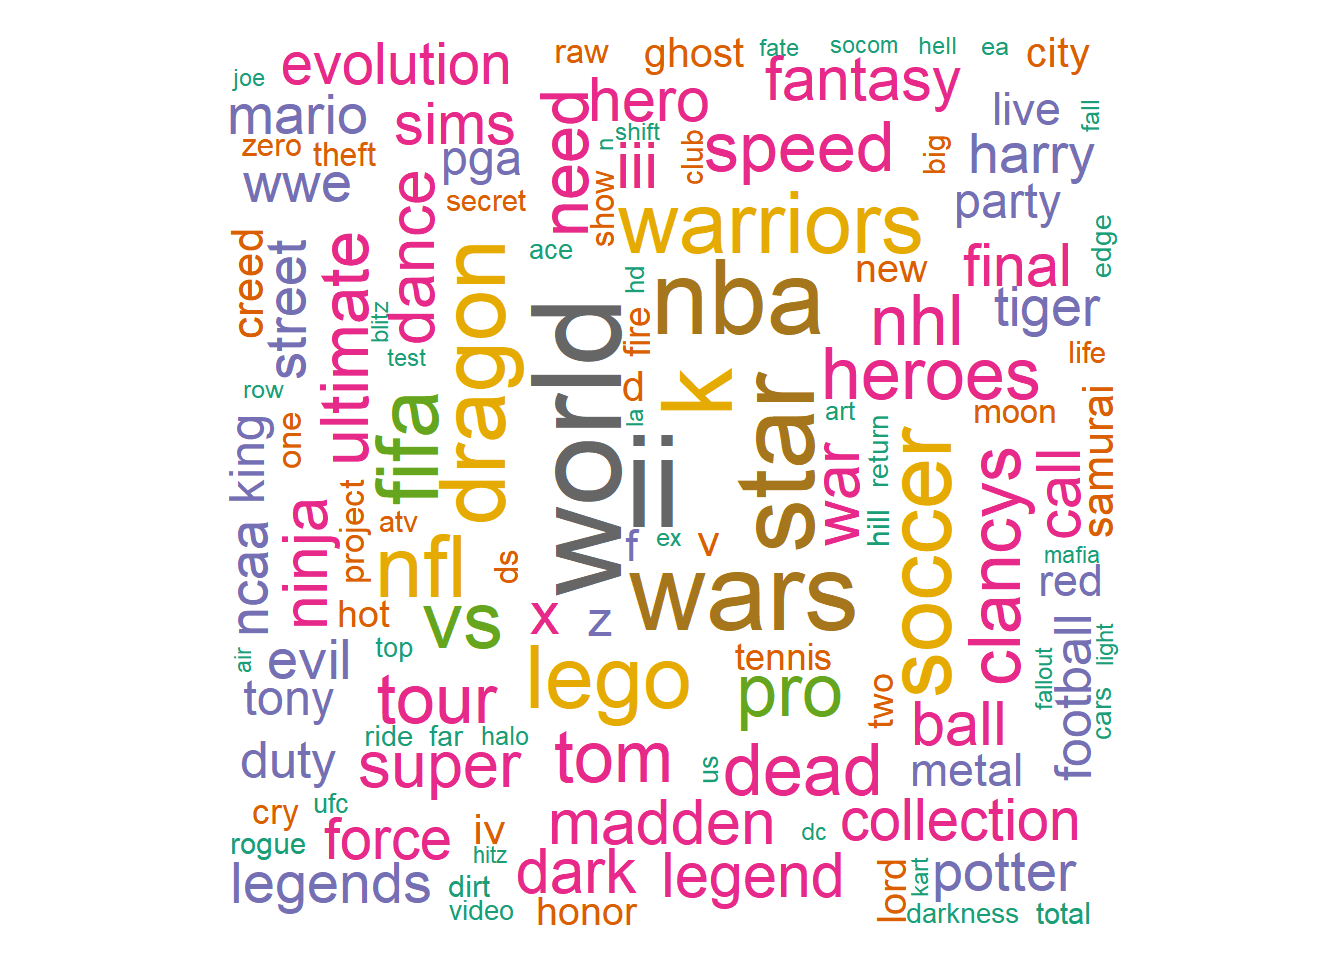 raw
ghost
fate
socom
hell
ea
city
joe
evolution
fantasy
mario
sims
need
hero
live
fall
zero
theft
pga
n
shift
iii
club
speed
big
harry
wwe
secret
show
warriors
party
creed
street
ultimate
dance
dragon
ace
hd
nba
new
final
edge
blitz
test
world
fire
nhl
tiger
row
fifa
d
k
star
heroes
life
king
one
la
ii
art
moon
samurai
ncaa
ninja
project
atv
nfl
ds
f
ex
v
war
return
hill
soccer
clancys
call
mafia
red
hot
vs
x
z
wars
air
evil
top
lego
tennis
pro
two
fallout
football
light
cars
tony
tour
ride
far
halo
ball
duty
super
tom
us
dead
metal
cry
ufc
rogue
force
iv
hitz
madden
dc
collection
legends
dirt
video
dark
honor
legend
lord
kart
potter
darkness
total